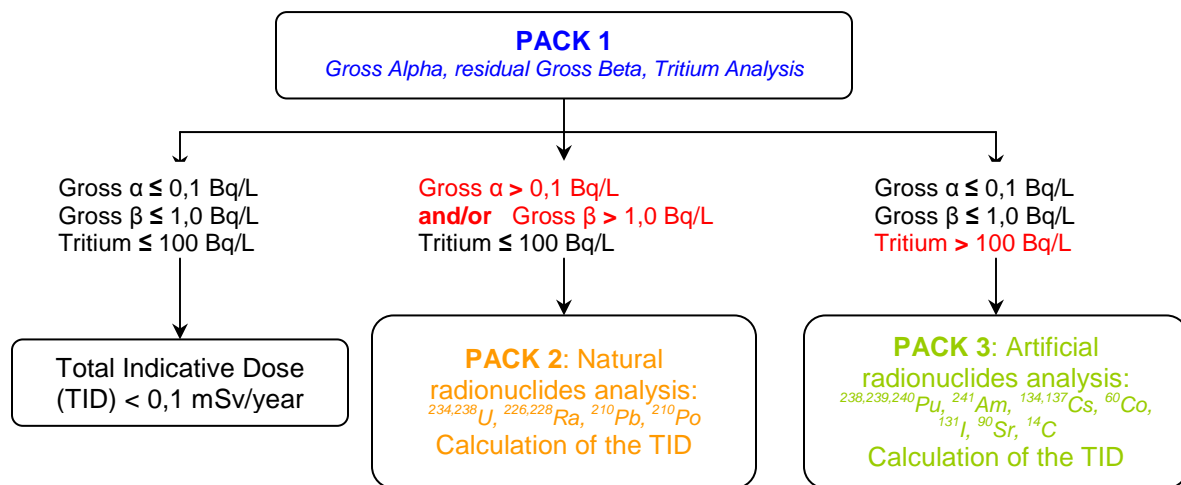 PACK 1
Gross Alpha, residual Gross Beta, Tritium Analysis
Gross α ≤ 0,1 Bq/L
Gross β ≤ 1,0 Bq/L
Tritium ≤ 100 Bq/L
Gross α > 0,1 Bq/L
and/or Gross β > 1,0 Bq/L
Tritium ≤ 100 Bq/L
Gross α ≤ 0,1 Bq/L
Gross β ≤ 1,0 Bq/L
Tritium > 100 Bq/L
Total Indicative Dose
(TID) < 0,1 mSv/year
PACK 2: Natural
radionuclides analysis:
²³⁴,²³⁸U, ²²⁶,²²⁸Ra, ²¹⁰Pb, ²¹⁰Po
Calculation of the TID
PACK 3: Artificial
radionuclides analysis:
²³⁸,²³⁹,²⁴⁰Pu, ²⁴¹Am, ¹³⁴,¹³⁷Cs, ⁶⁰Co,
¹³¹I, ⁹⁰Sr, ¹⁴C
Calculation of the TID